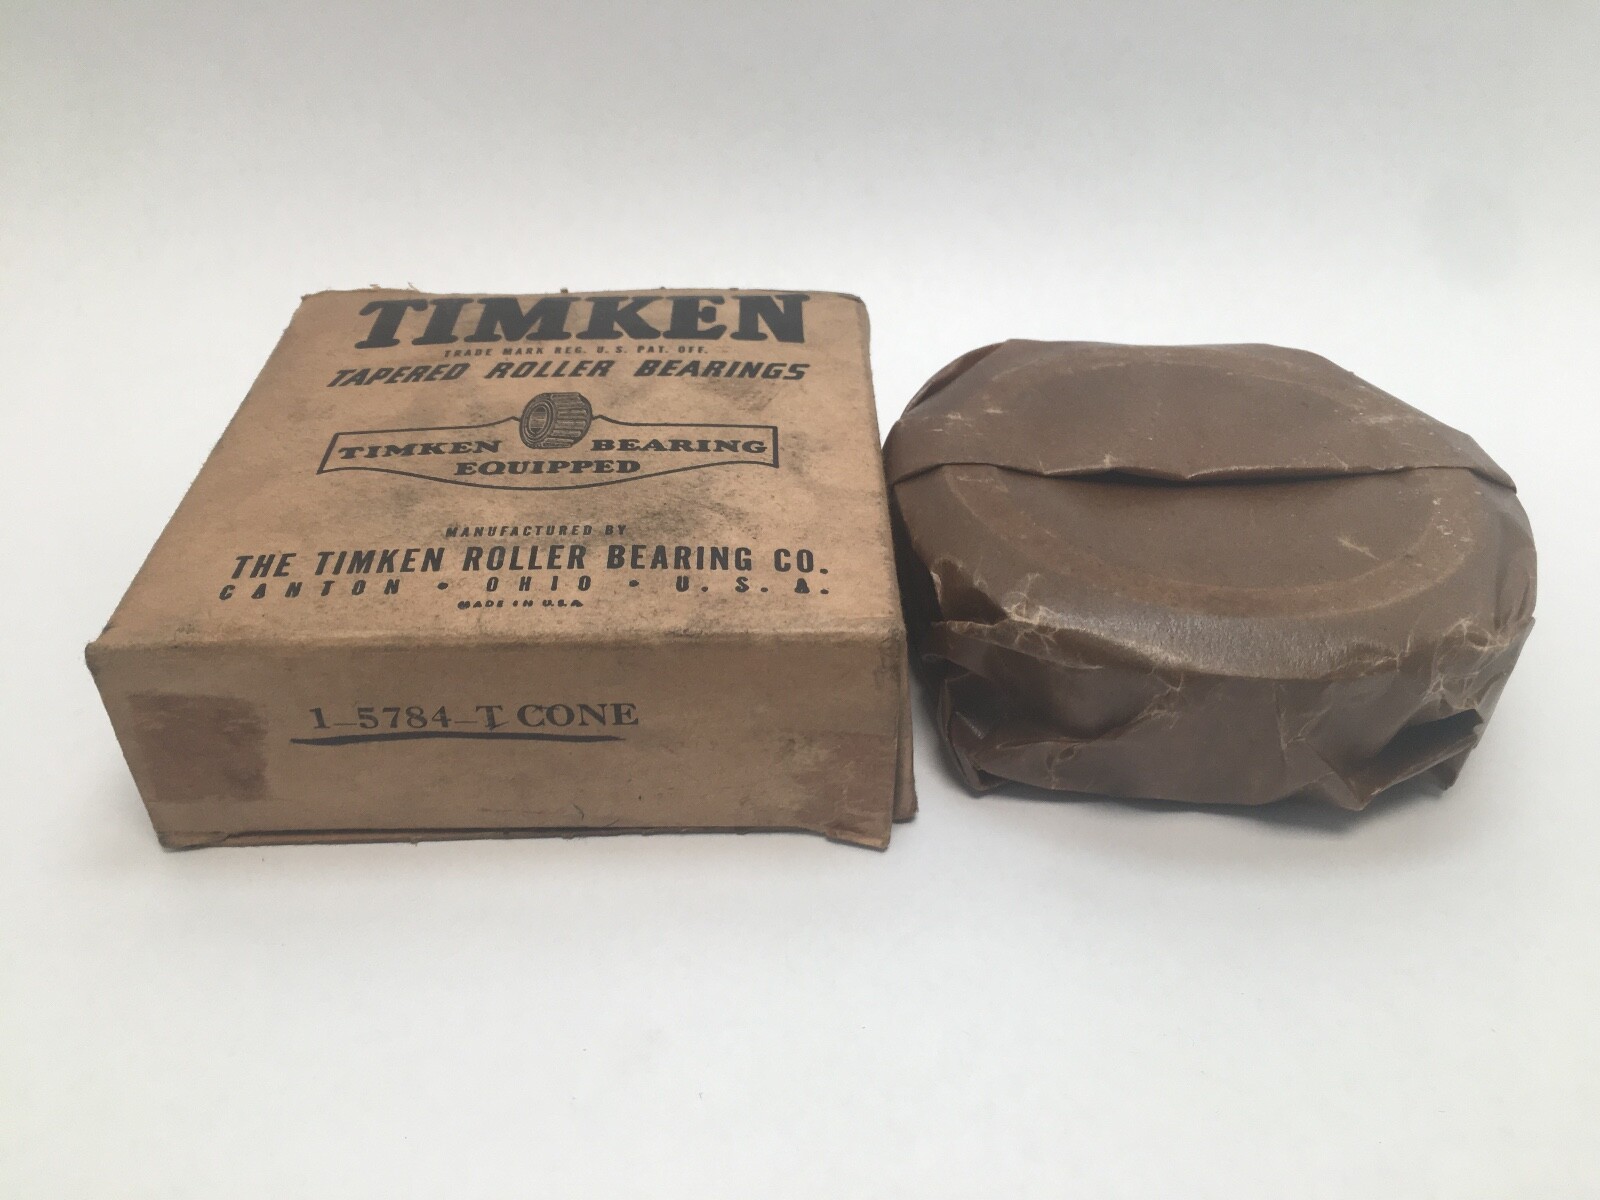 TIMKEN
TRADE MARK REG. U.S. PAT. OFF.
TAPERED ROLLER BEARINGS
TIMKEN BEARING
EQUIPPED
MANUFACTURED BY
THE TIMKEN ROLLER BEARING CO.
CANTON • OHIO • U.S.A.
MADE IN U.S.A.
1-5784-T CONE